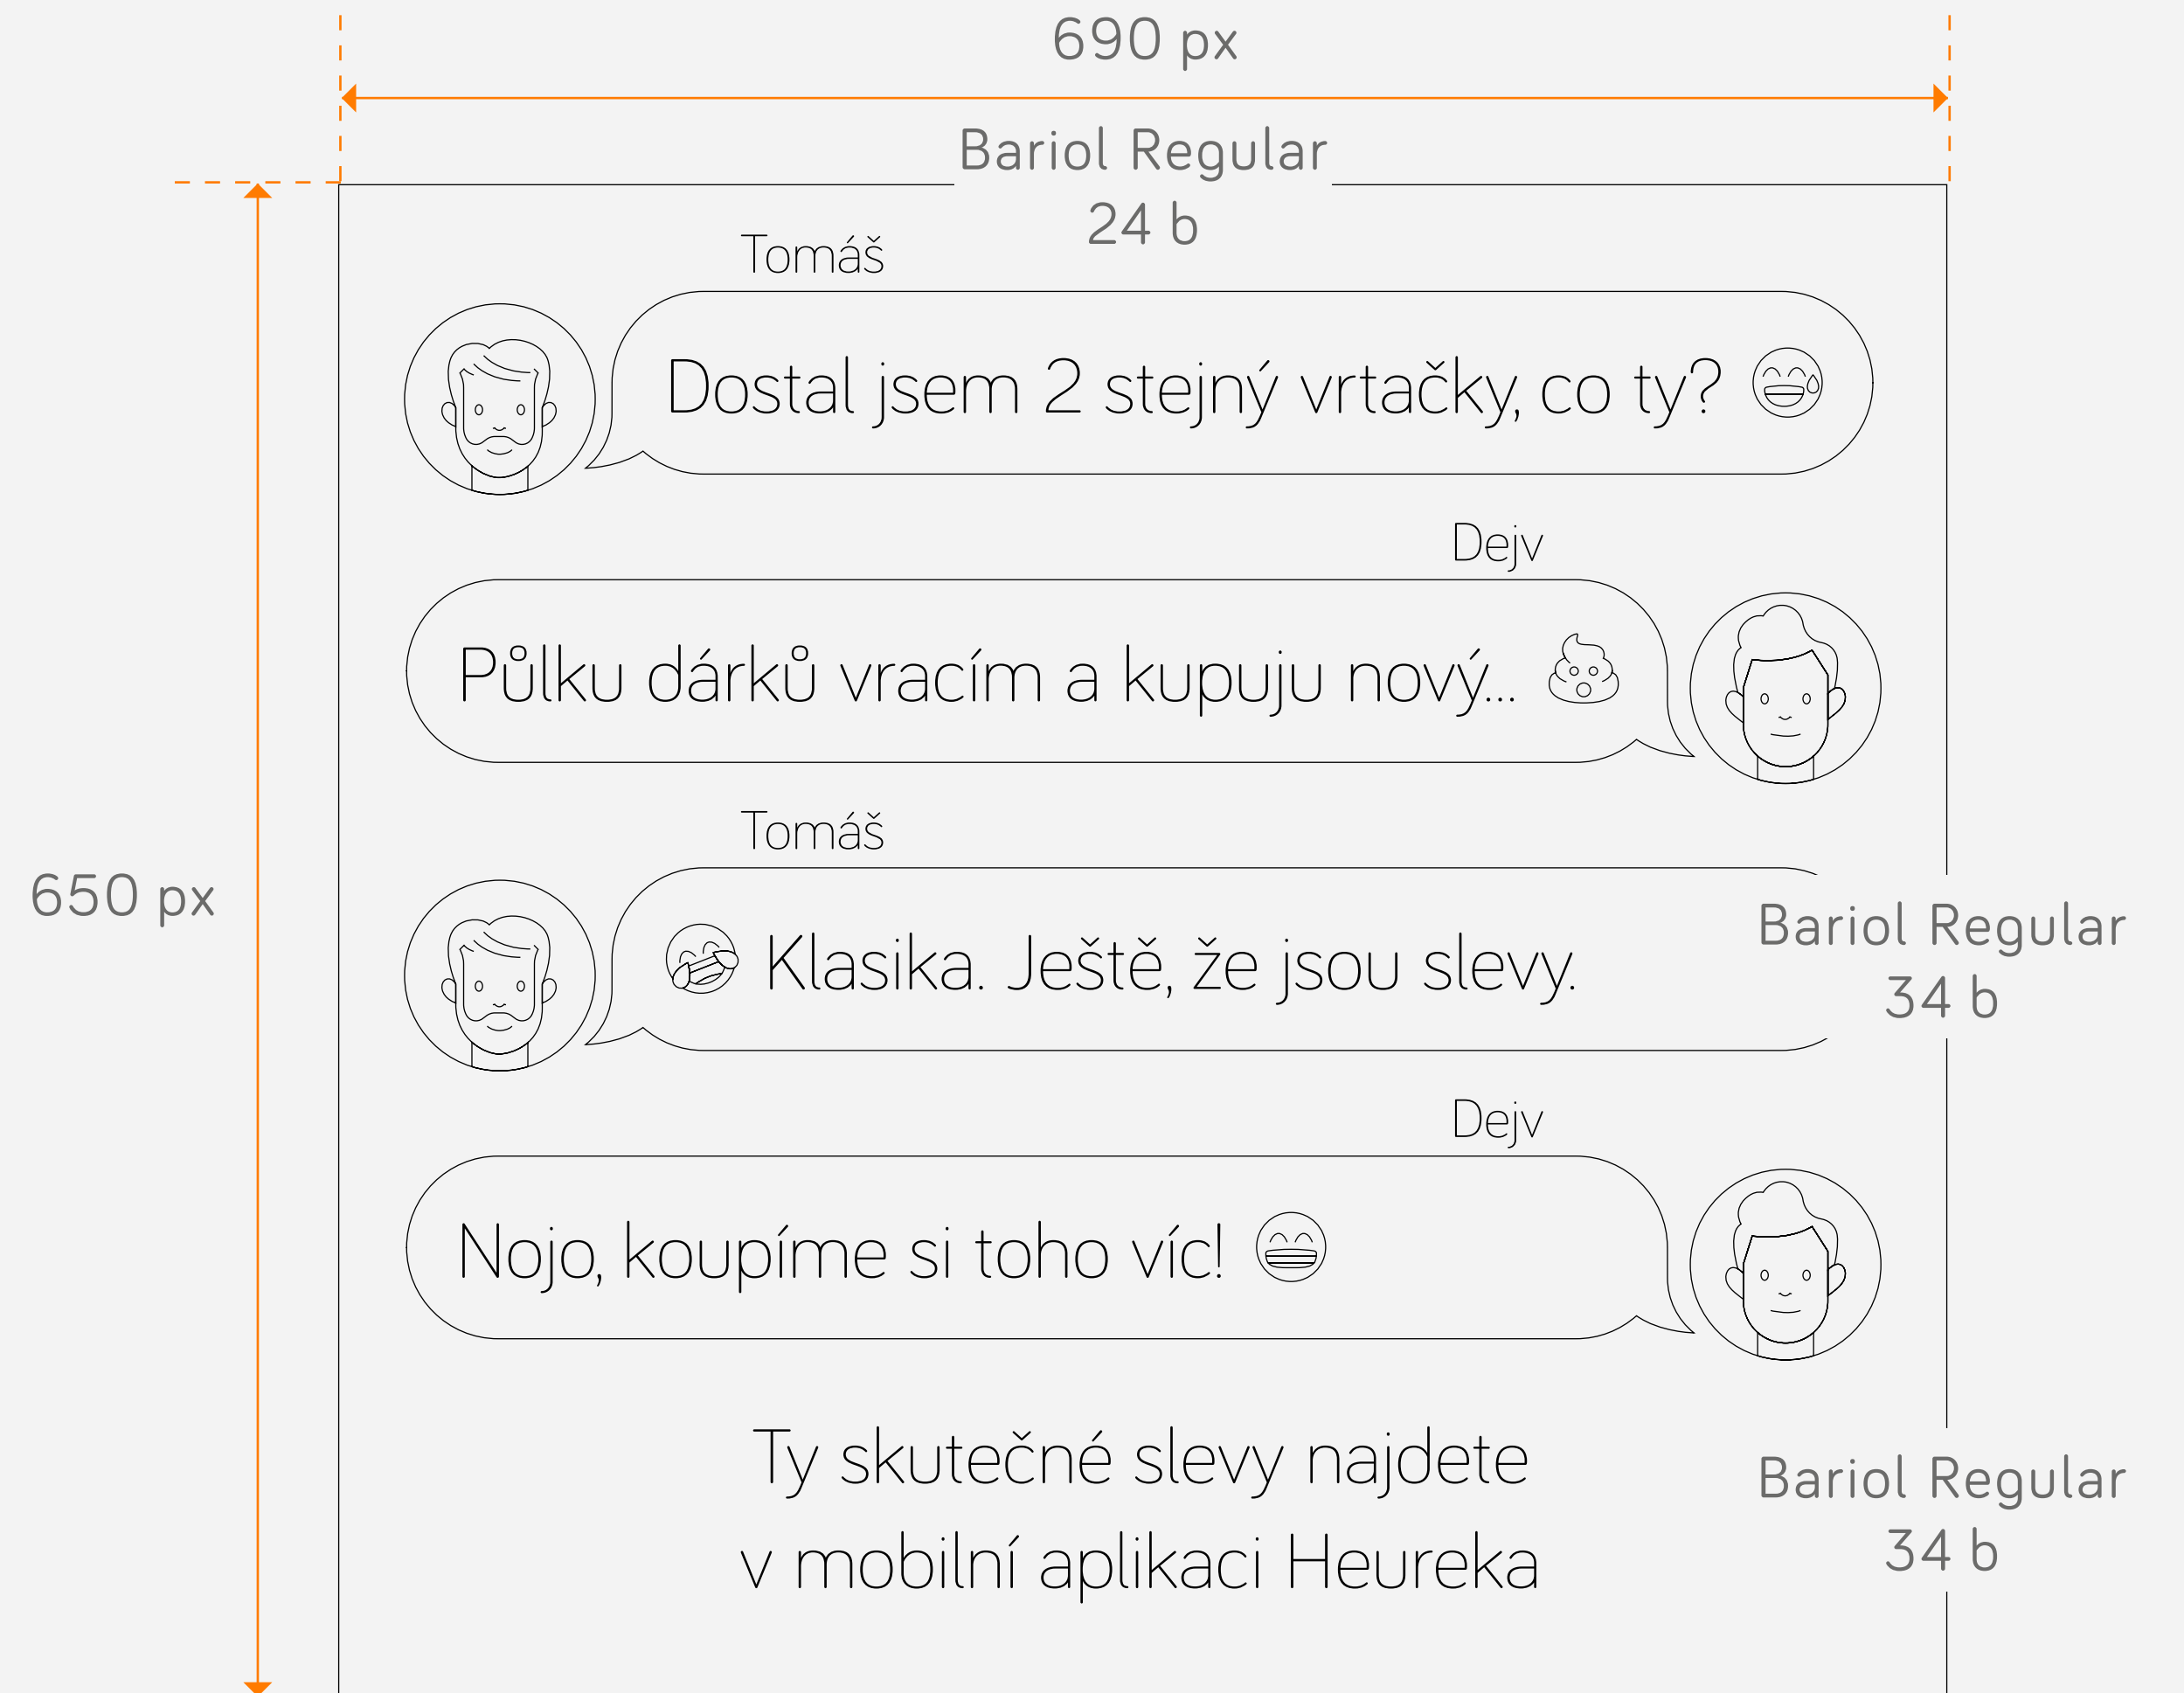 690 px
Bariol Regular
24 b
Tomáš
Dostal jsem 2 stejný vrtačky, co ty?
Dejv
Půlku dárků vracím a kupuju nový...
Tomáš
650 px
Klasika. Ješte, že jsou slevy.
Bariol Regular
34 b
Dejv
Nojo, koupíme si toho víc!
Ty skutečné slevy najdete
v mobilní aplikaci Heureka
Bariol Regular
34 b